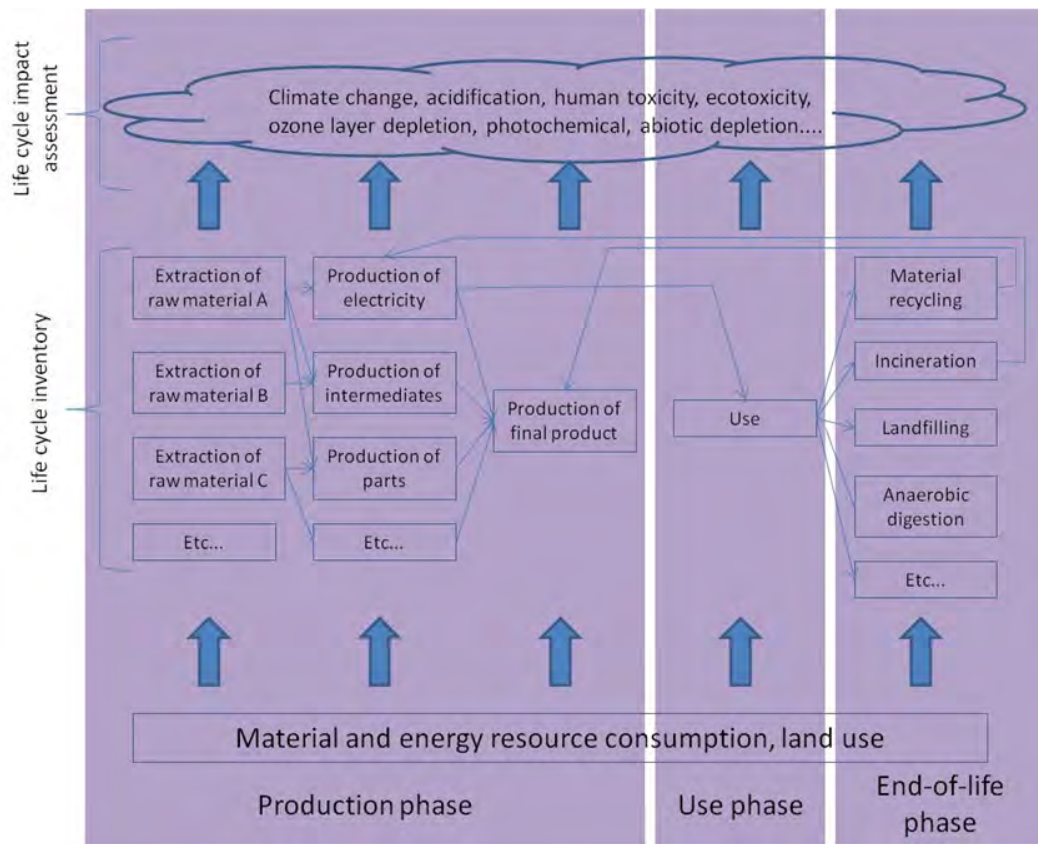 Life cycle impact
assessment
Climate change, acidification, human toxicity, ecotoxicity,
ozone layer depletion, photochemical, abiotic depletion....
Life cycle inventory
Extraction of
raw material A
Production of
electricity
Material
recycling
Extraction of
raw material B
Production of
intermediates
Incineration
Production of
final product
Use
Landfilling
Extraction of
raw material C
Production of
parts
Anaerobic
digestion
Etc...
Etc...
Etc...
Material and energy resource consumption, land use
Production phase
Use phase
End-of-life
phase